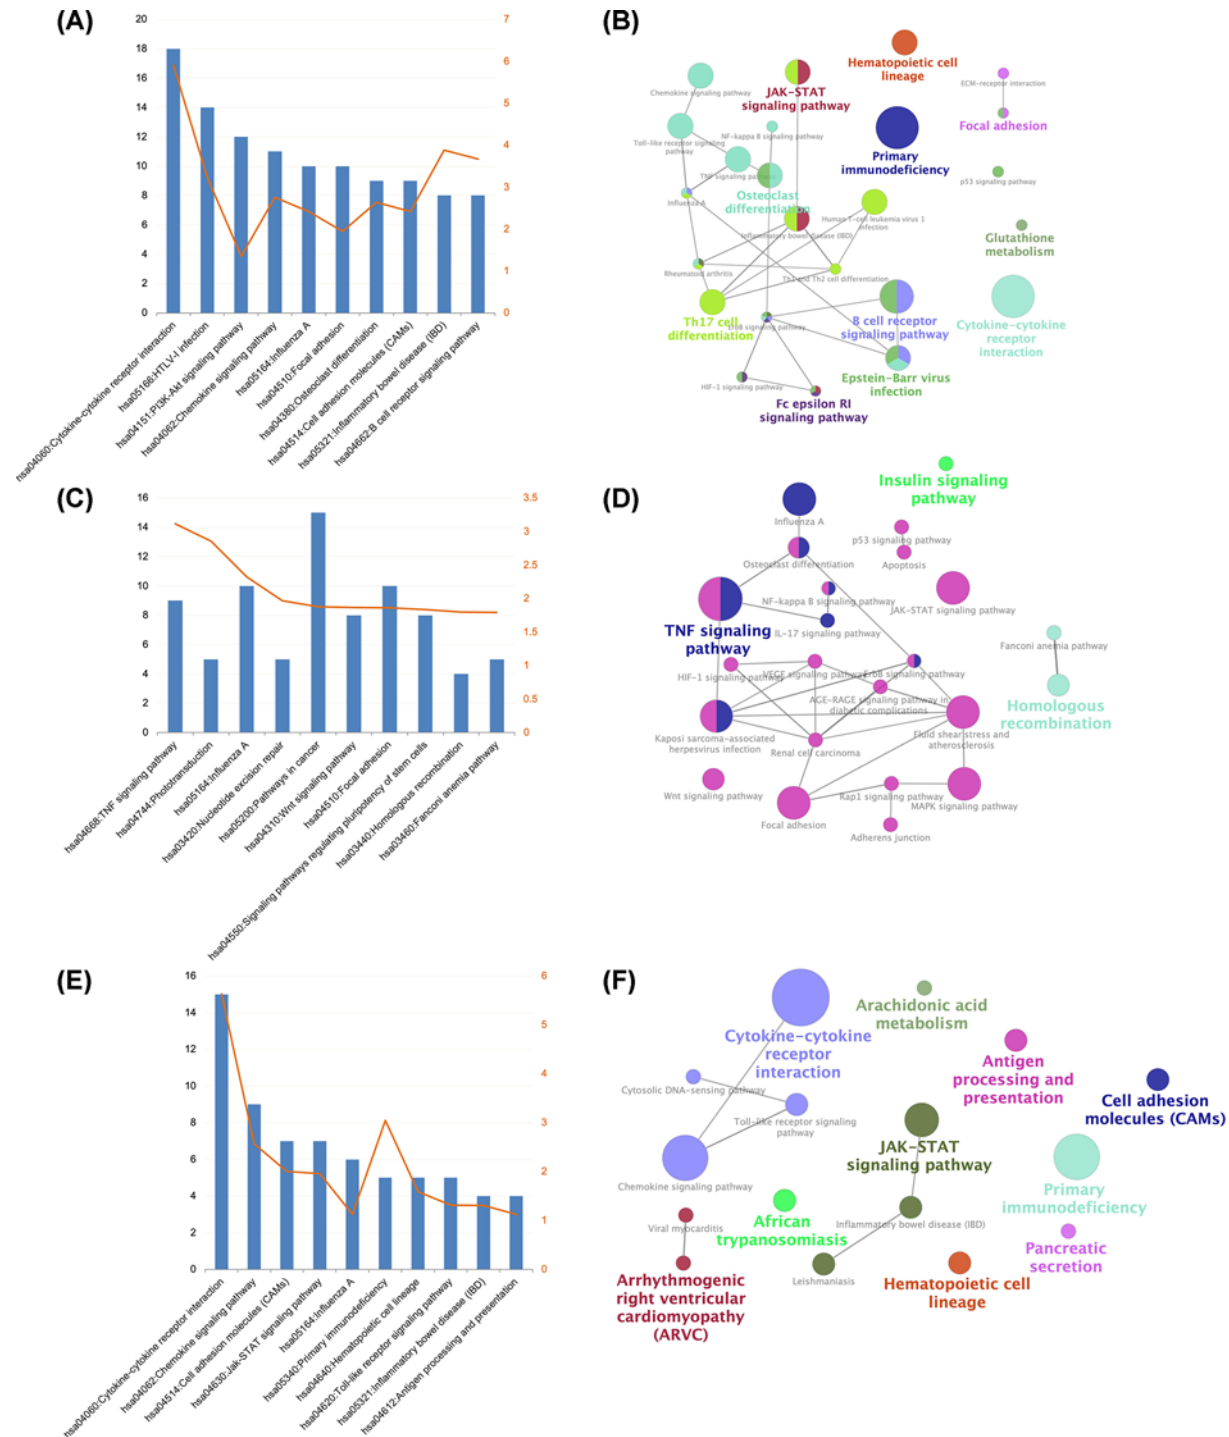 (A)
20
18
16
14
12
10
8
6
4
2
0
7
6
5
4
3
2
1
0
hsa04060:Cytokine-cytokine receptor interaction
hsa05166:HTLV-I infection
hsa04151:PI3K-Akt signaling pathway
hsa04062:Chemokine signaling pathway
hsa05164:Influenza A
hsa04510:Focal adhesion
hsa04380:Osteoclast differentiation
hsa04514:Cell adhesion molecules (CAMs)
hsa05321:Inflammatory bowel disease (IBD)
hsa04662:B cell receptor signaling pathway
(B)
Hematopoietic cell
lineage
Chemokine signaling pathway
JAK-STAT
signaling pathway
ECM-receptor interaction
Focal adhesion
NF-kappa B signaling pathway
Toll-like receptor signaling
pathway
Primary
immunodeficiency
TNF signaling pathway
p53 signaling pathway
Osteoclast
differentiation
Influenza A
Human T-cell leukemia virus 1
infection
Inflammatory bowel disease (IBD)
Glutathione
metabolism
Rheumatoid arthritis
Th1 and Th2 cell differentiation
Th17 cell
differentiation
ErbB signaling pathway
B cell receptor
signaling pathway
Cytokine-cytokine
receptor
interaction
Epstein-Barr virus
infection
HIF-1 signaling pathway
Fc epsilon RI
signaling pathway
(C)
16
14
12
10
8
6
4
2
0
3.5
3
2.5
2
1.5
1
0.5
0
hsa04668:TNF signaling pathway
hsa04744:Phototransduction
hsa05164:Influenza A
hsa03420:Nucleotide excision repair
hsa05200:Pathways in cancer
hsa04310:Wnt signaling pathway
hsa04510:Focal adhesion
hsa04550:Signaling pathways regulating pluripotency of stem cells
hsa03440:Homologous recombination
hsa03460:Fanconi anemia pathway
(D)
Insulin signaling
pathway
Influenza A
p53 signaling pathway
Osteoclast differentiation
Apoptosis
NF-kappa B signaling pathway
JAK-STAT signaling pathway
TNF signaling
pathway
IL-17 signaling pathway
Fanconi anemia pathway
HIF-1 signaling pathway
VEGF signaling pathway
ErbB signaling pathway
AGE-RAGE signaling pathway in
diabetic complications
Homologous
recombination
Kaposi sarcoma-associated
herpesvirus infection
Renal cell carcinoma
Fluid shear stress and
atherosclerosis
Wnt signaling pathway
Rap1 signaling pathway
MAPK signaling pathway
Focal adhesion
Adherens junction
(E)
16
14
12
10
8
6
4
2
0
6
5
4
3
2
1
0
hsa04060:Cytokine-cytokine receptor interaction
hsa04062:Chemokine signaling pathway
hsa04514:Cell adhesion molecules (CAMs)
hsa04630:Jak-STAT signaling pathway
hsa05164:Influenza A
hsa05340:Primary immunodeficiency
hsa04640:Hematopoietic cell lineage
hsa04620:Toll-like receptor signaling pathway
hsa05321:Inflammatory bowel disease (IBD)
hsa04612:Antigen processing and presentation
(F)
Arachidonic acid
metabolism
Cytokine-cytokine
receptor
interaction
Antigen
processing and
presentation
Cytosolic DNA-sensing pathway
Cell adhesion
molecules (CAMs)
Toll-like receptor signaling
pathway
JAK-STAT
signaling pathway
Chemokine signaling pathway
Primary
immunodeficiency
African
trypanosomiasis
Viral myocarditis
Inflammatory bowel disease (IBD)
Pancreatic
secretion
Arrhythmogenic
right ventricular
cardiomyopathy
(ARVC)
Leishmaniasis
Hematopoietic cell
lineage